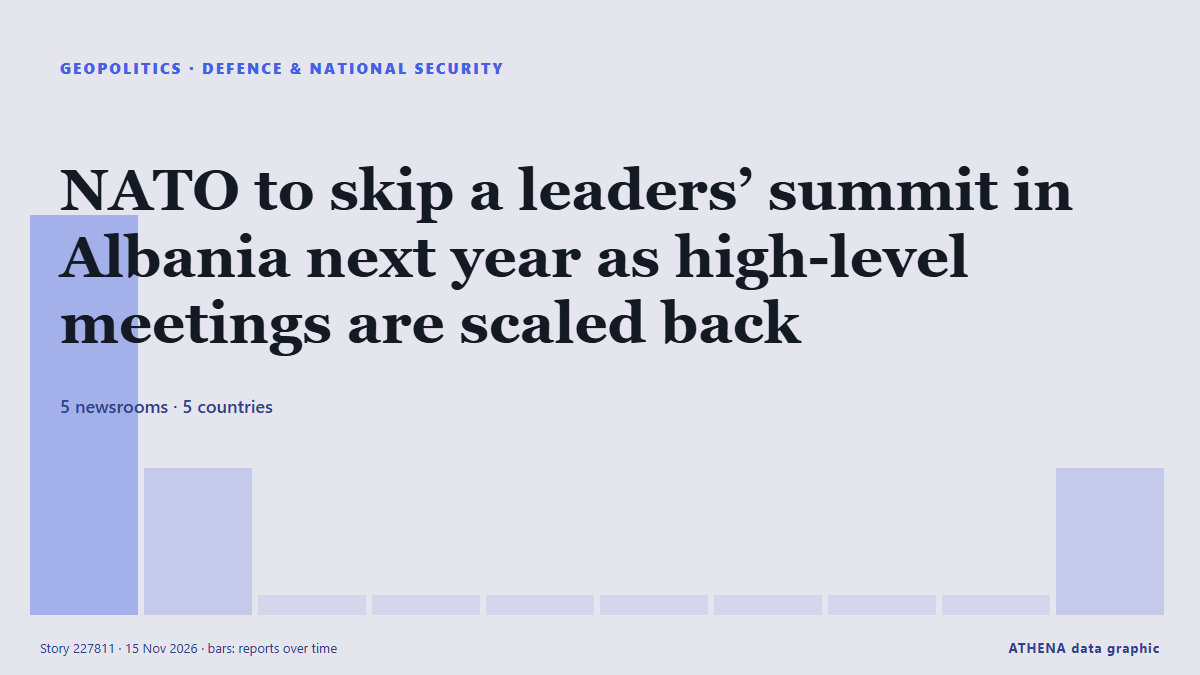 GEOPOLITICS · DEFENCE & NATIONAL SECURITY
NATO to skip a leaders’ summit in
Albania next year as high-level
meetings are scaled back
5 newsrooms · 5 countries
Story 227811 · 15 Nov 2026 · bars: reports over time
ATHENA data graphic